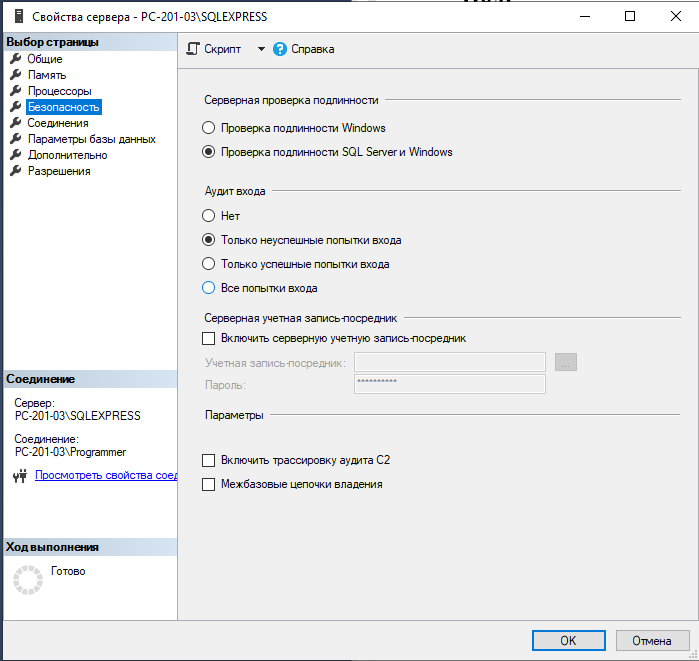 Свойства сервера - PC-201-03\SQLEXPRESS
Выбор страницы
Общие
Память
Процессоры
Безопасность
Соединения
Параметры базы данных
Дополнительно
Разрешения
Скрипт
Справка
Серверная проверка подлинности
Проверка подлинности Windows
Проверка подлинности SQL Server и Windows
Аудит входа
Нет
Только неуспешные попытки входа
Только успешные попытки входа
Все попытки входа
Серверная учетная запись-посредник
Включить серверную учетную запись-посредник
Учетная запись-посредник:
...
Пароль:
**********
Параметры
Включить трассировку аудита C2
Межбазовые цепочки владения
Соединение
Сервер:
PC-201-03\SQLEXPRESS
Соединение:
PC-201-03\Programmer
Просмотреть свойства соед
Ход выполнения
Готово
OK
Отмена